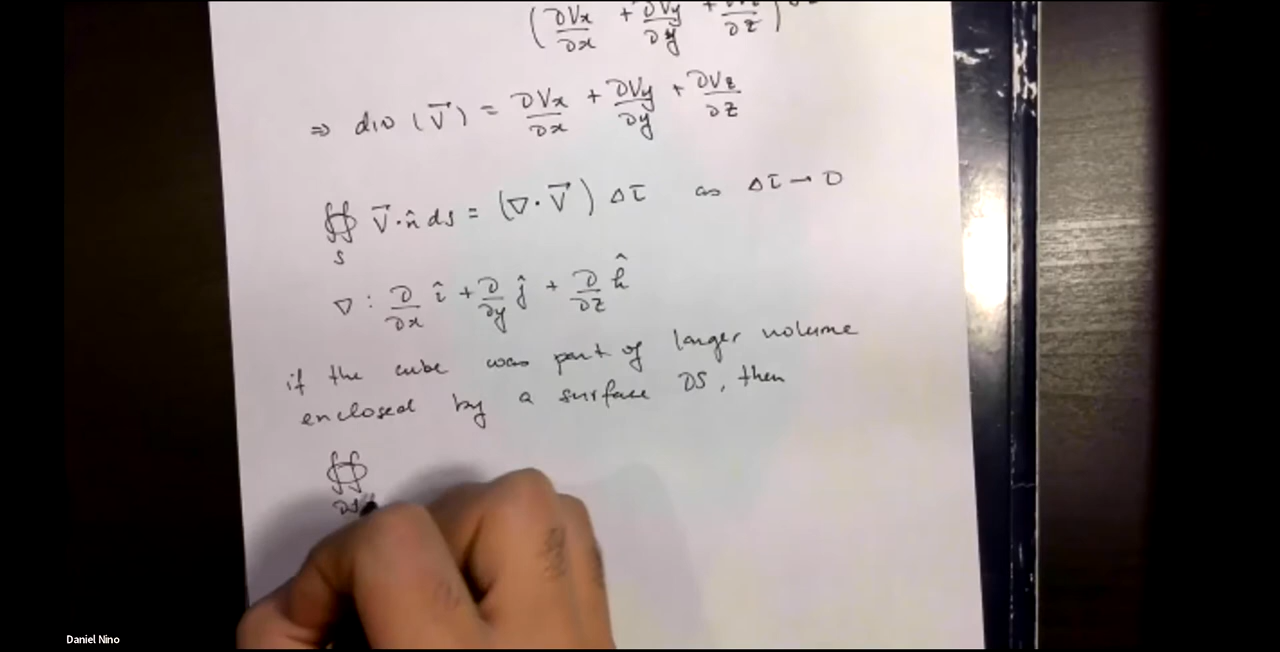 (∂Vx/∂x + ∂Vy/∂y + ∂Vz/∂z)
⇒ div (V⃗) = ∂Vx/∂x + ∂Vy/∂y + ∂Vz/∂z
∯_S V⃗·n̂ ds = (∇·V⃗) Δτ as Δτ → 0
∇ : ∂/∂x î + ∂/∂y ĵ + ∂/∂z k̂
if the cube was part of larger volume
enclosed by a surface ∂S, then
∯_∂S
Daniel Nino